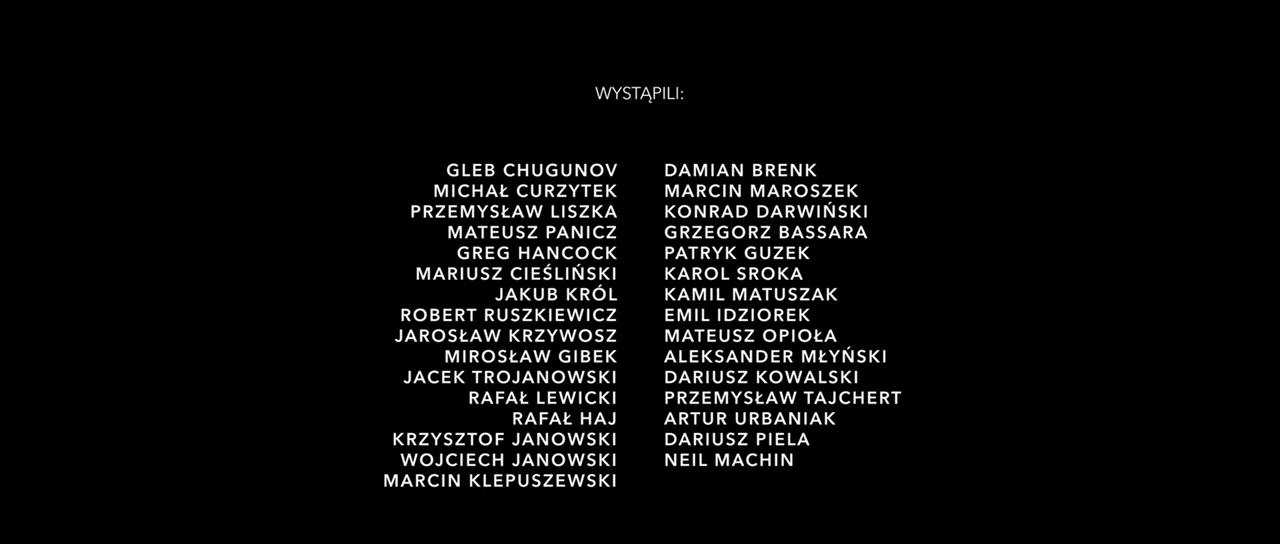 WYSTĄPILI:
GLEB CHUGUNOV
MICHAŁ CURZYTEK
PRZEMYSŁAW LISZKA
MATEUSZ PANICZ
GREG HANCOCK
MARIUSZ CIEŚLIŃSKI
JAKUB KRÓL
ROBERT RUSZKIEWICZ
JAROSŁAW KRZYWOSZ
MIROSŁAW GIBEK
JACEK TROJANOWSKI
RAFAŁ LEWICKI
RAFAŁ HAJ
KRZYSZTOF JANOWSKI
WOJCIECH JANOWSKI
MARCIN KLEPUSZEWSKI
DAMIAN BRENK
MARCIN MAROSZEK
KONRAD DARWIŃSKI
GRZEGORZ BASSARA
PATRYK GUZEK
KAROL SROKA
KAMIL MATUSZAK
EMIL IDZIOREK
MATEUSZ OPIOŁA
ALEKSANDER MŁYŃSKI
DARIUSZ KOWALSKI
PRZEMYSŁAW TAJCHERT
ARTUR URBANIAK
DARIUSZ PIELA
NEIL MACHIN